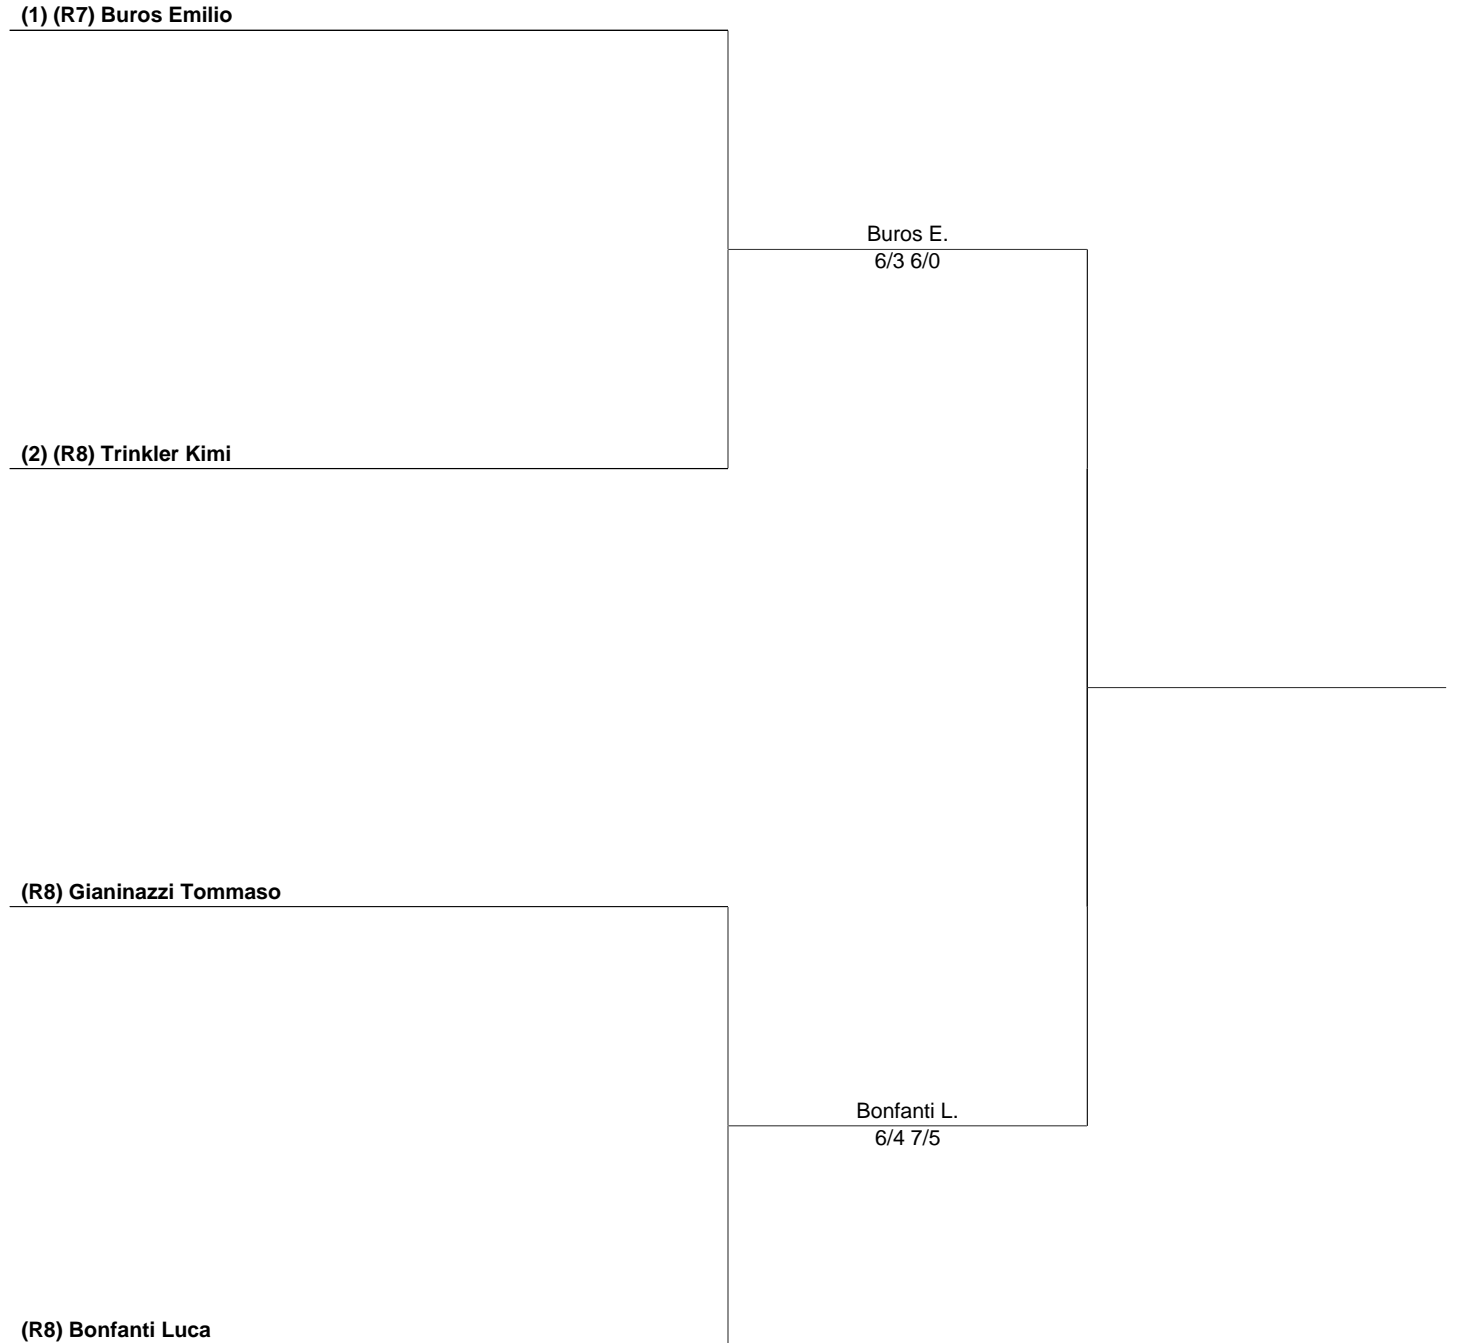 (1) (R7) Buros Emilio
Buros E.
6/3 6/0
(2) (R8) Trinkler Kimi
(R8) Gianinazzi Tommaso
Bonfanti L.
6/4 7/5
(R8) Bonfanti Luca